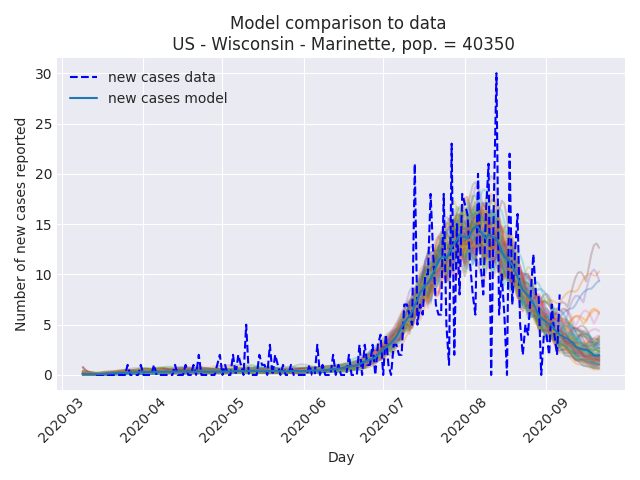 Model comparison to data
US - Wisconsin - Marinette, pop. = 40350
new cases data
new cases model
Number of new cases reported
30
25
20
15
10
5
0
2020-03
2020-04
2020-05
2020-06
2020-07
2020-08
2020-09
Day